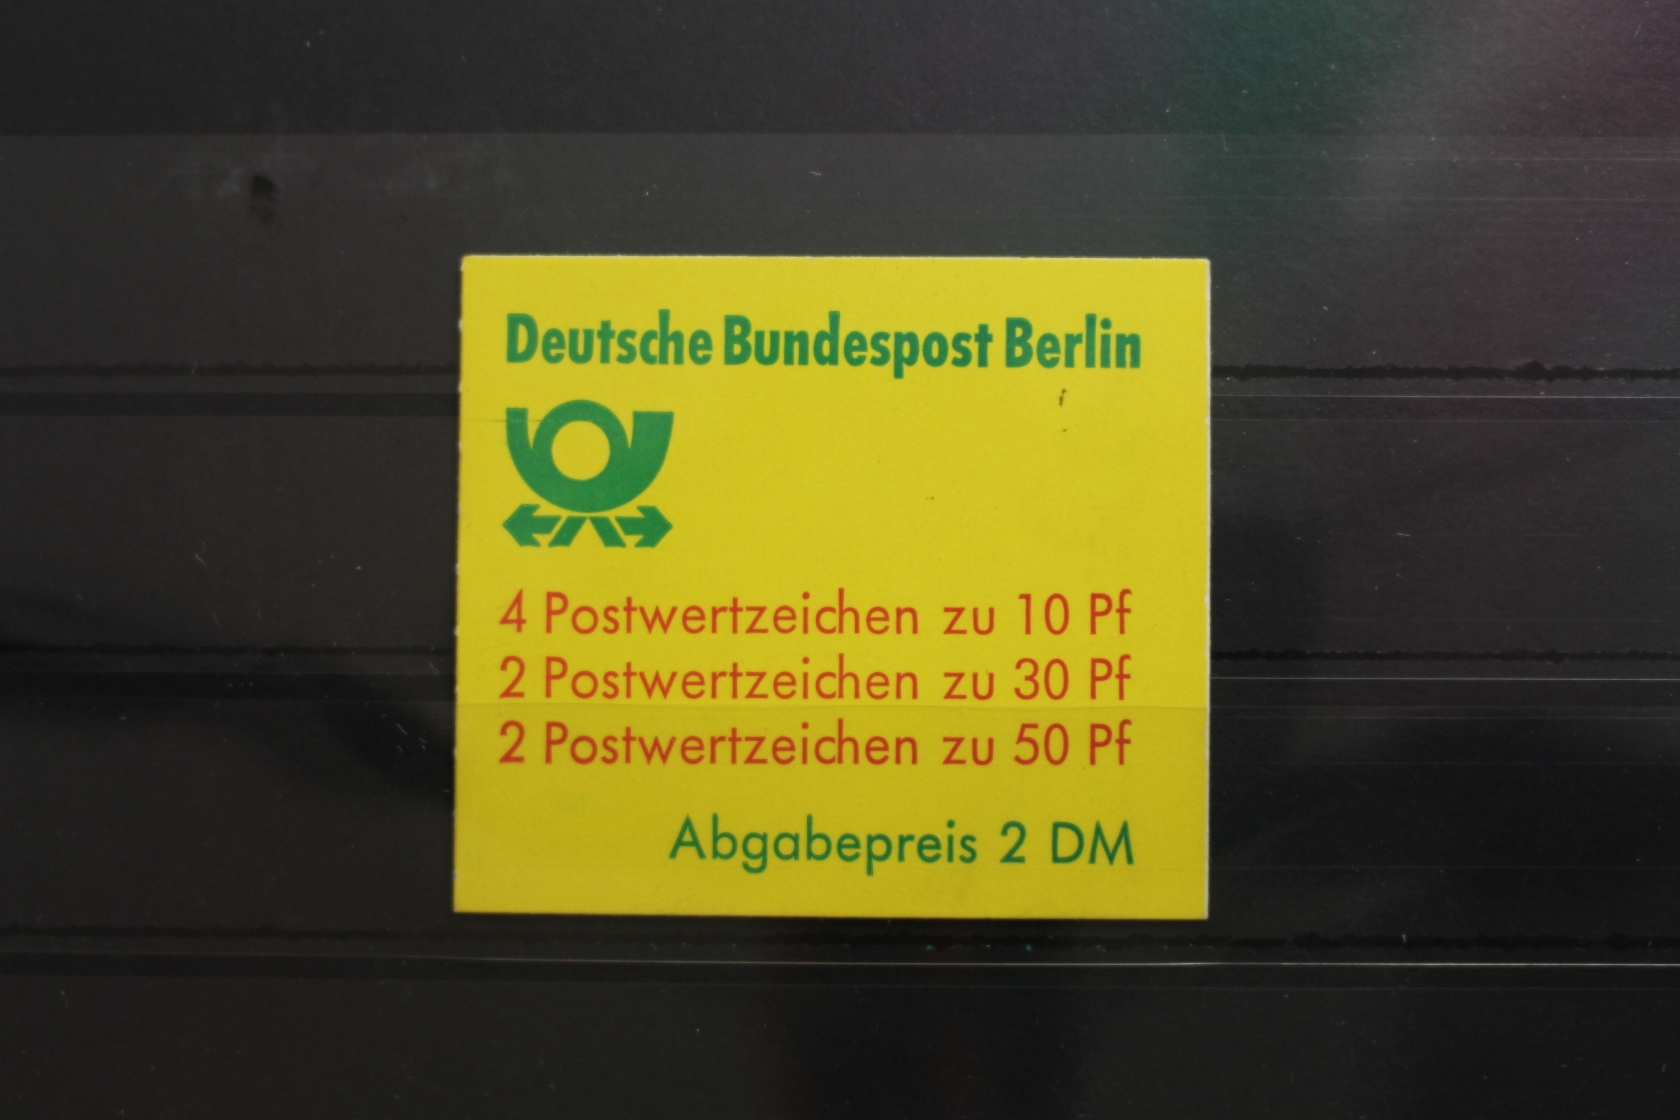 Deutsche Bundespost Berlin
4 Postwertzeichen zu 10 Pf
2 Postwertzeichen zu 30 Pf
2 Postwertzeichen zu 50 Pf
Abgabepreis 2 DM